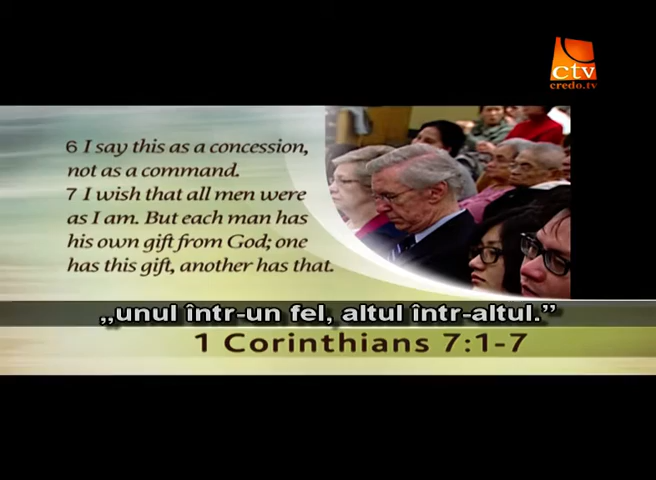 ctv
credo.tv
6 I say this as a concession,
not as a command.
7 I wish that all men were
as I am. But each man has
his own gift from God; one
has this gift, another has that.
„unul într-un fel, altul într-altul.”
1 Corinthians 7:1-7